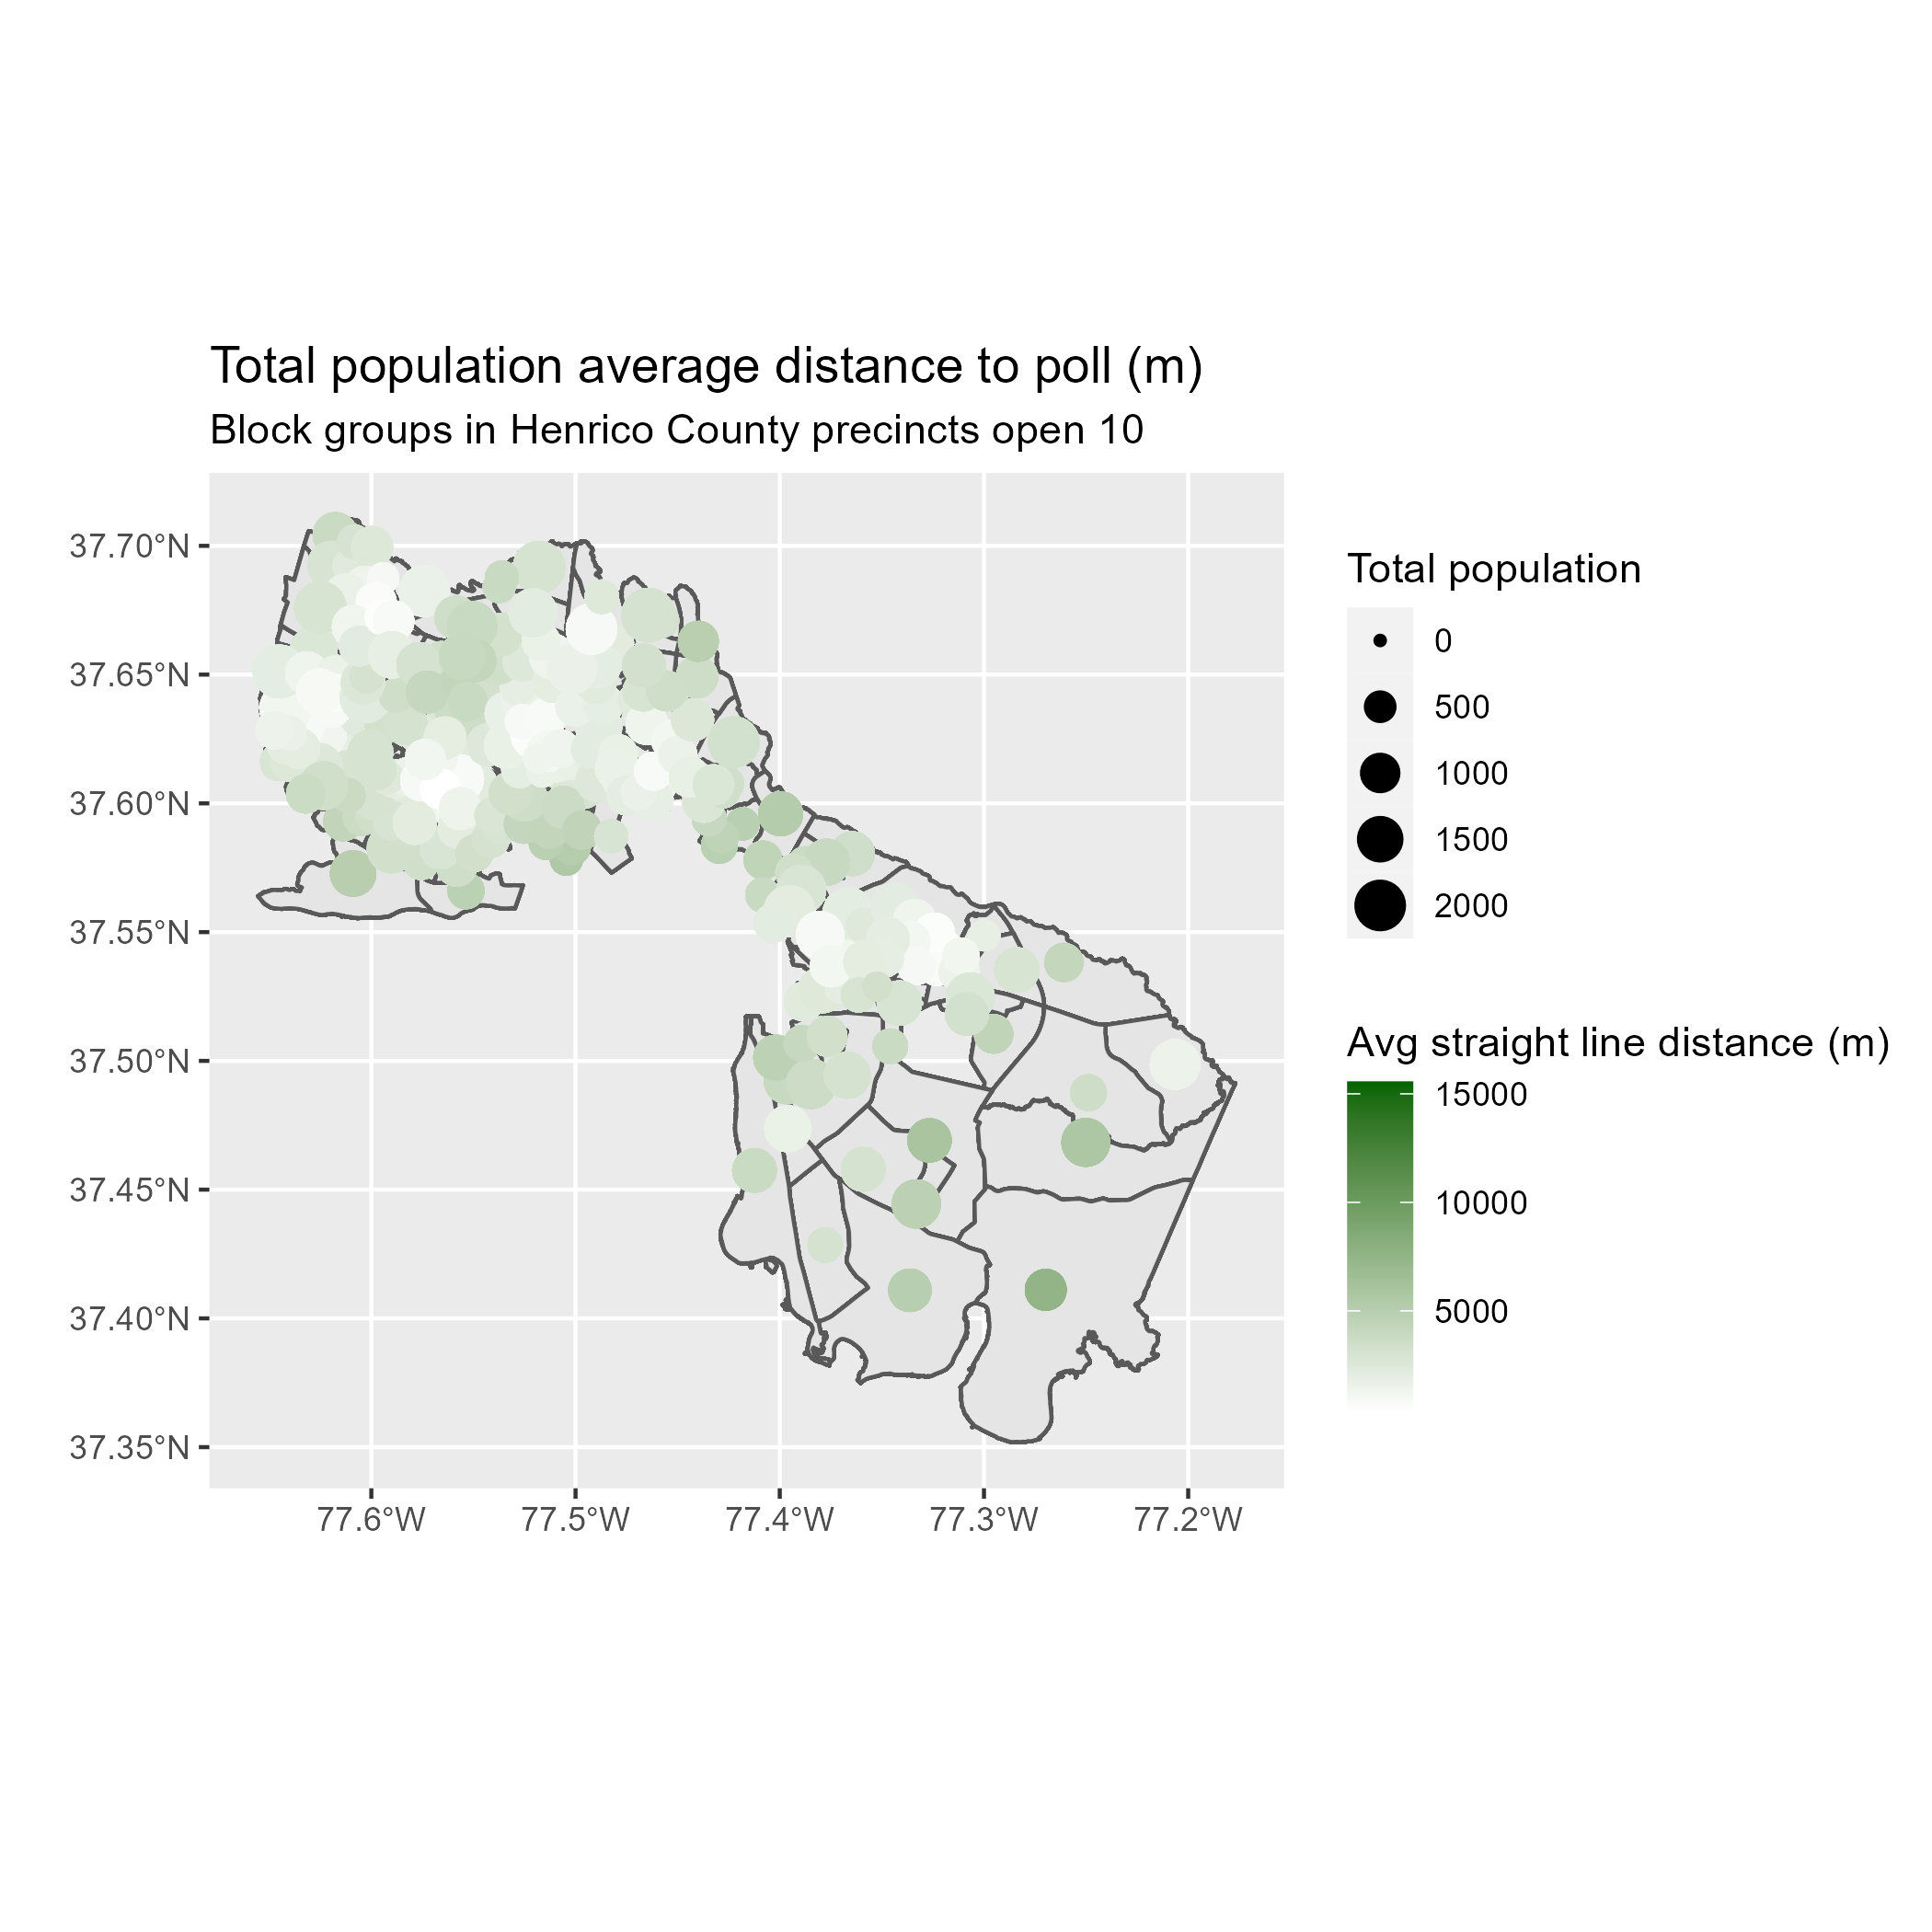 Total population average distance to poll (m)
Block groups in Henrico County precincts open 10
37.70°N
37.65°N
37.60°N
37.55°N
37.50°N
37.45°N
37.40°N
37.35°N
77.6°W
77.5°W
77.4°W
77.3°W
77.2°W
Total population
0
500
1000
1500
2000
Avg straight line distance (m)
15000
10000
5000